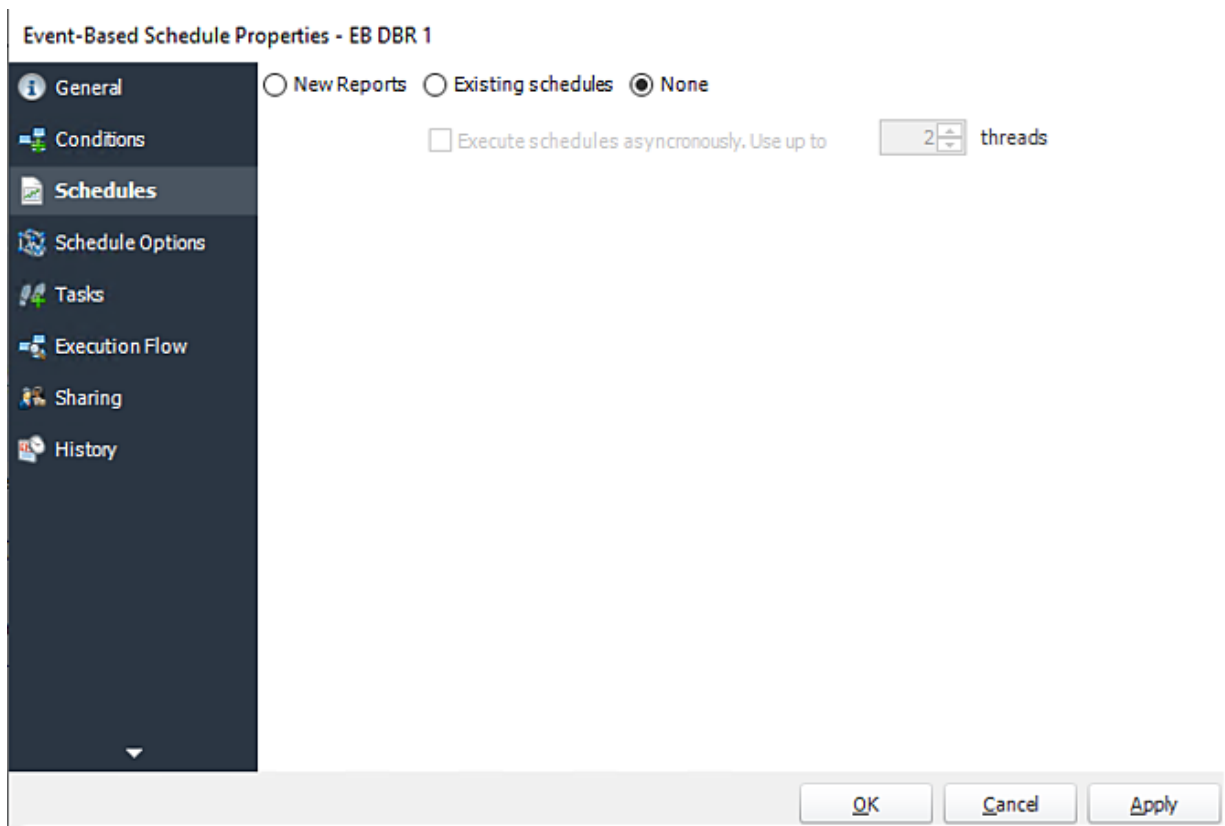 Event-Based Schedule Properties - EB DBR 1
General
Conditions
Schedules
Schedule Options
Tasks
Execution Flow
Sharing
History
New Reports Existing schedules None
Execute schedules asyncronously. Use up to 2 threads
OK Cancel Apply